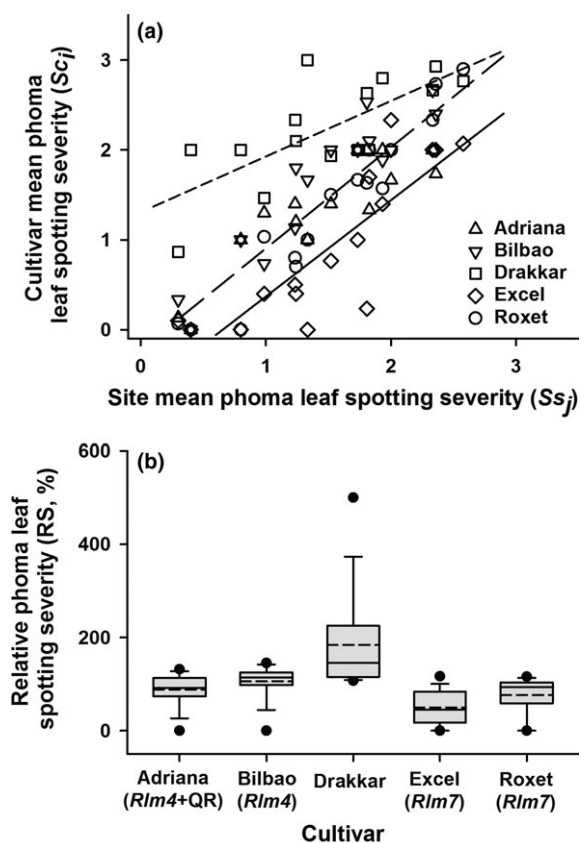 (a)
Cultivar mean phoma
leaf spotting severity (Sc_i)
3
2
1
0
Adriana
Bilbao
Drakkar
Excel
Roxet
0 1 2 3
Site mean phoma leaf spotting severity (Ss_j)
(b)
Relative phoma leaf
spotting severity (RS, %)
600
400
200
0
Adriana Bilbao Drakkar Excel Roxet
(Rlm4+QR) (Rlm4) (Rlm7) (Rlm7)
Cultivar